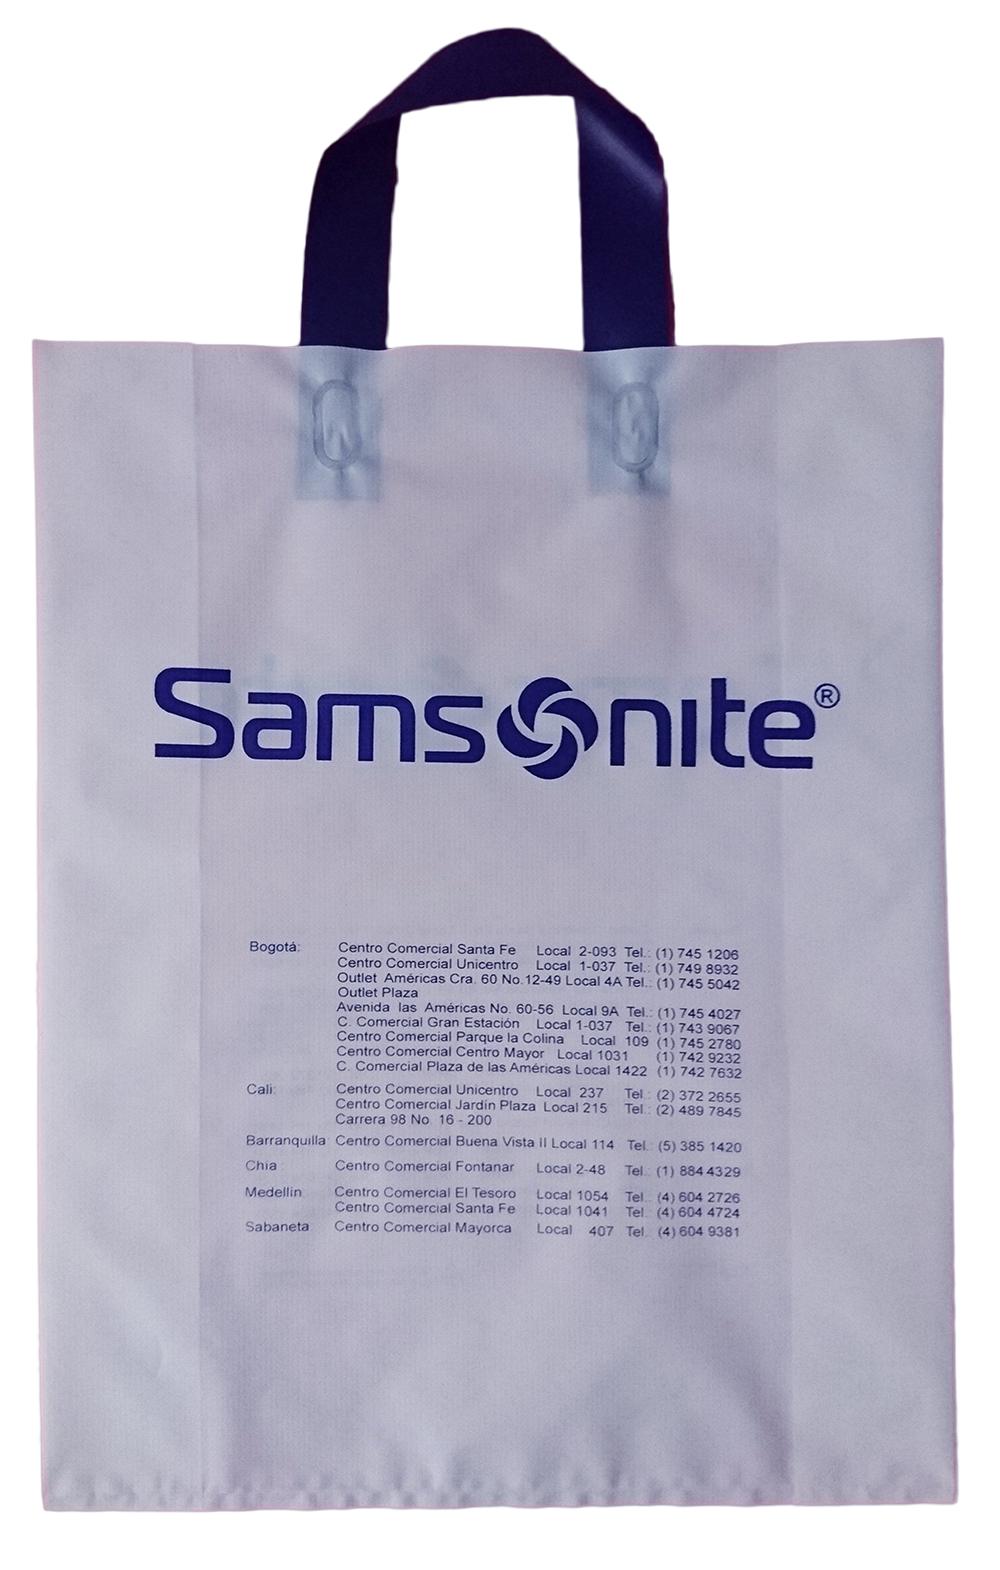 Samsonite®
Bogotá: Centro Comercial Santa Fe Local 2-093 Tel.: (1) 745 1206
Centro Comercial Unicentro Local 1-037 Tel.: (1) 749 8932
Outlet Américas Cra. 60 No.12-49 Local 4A Tel.: (1) 745 5042
Outlet Plaza
Avenida las Américas No. 60-56 Local 9A Tel.: (1) 745 4027
C. Comercial Gran Estación Local 1-037 Tel.: (1) 743 9067
Centro Comercial Parque la Colina Local 109 (1) 745 2780
Centro Comercial Centro Mayor Local 1031 (1) 742 9232
C. Comercial Plaza de las Américas Local 1422 (1) 742 7632
Cali: Centro Comercial Unicentro Local 237 Tel.: (2) 372 2655
Centro Comercial Jardín Plaza Local 215 Tel.: (2) 489 7845
Carrera 98 No. 16 - 200
Barranquilla: Centro Comercial Buena Vista II Local 114 Tel.: (5) 385 1420
Chia: Centro Comercial Fontanar Local 2-48 Tel.: (1) 884 4329
Medellin: Centro Comercial El Tesoro Local 1054 Tel.: (4) 604 2726
Centro Comercial Santa Fe Local 1041 Tel.: (4) 604 4724
Sabaneta: Centro Comercial Mayorca Local 407 Tel.: (4) 604 9381